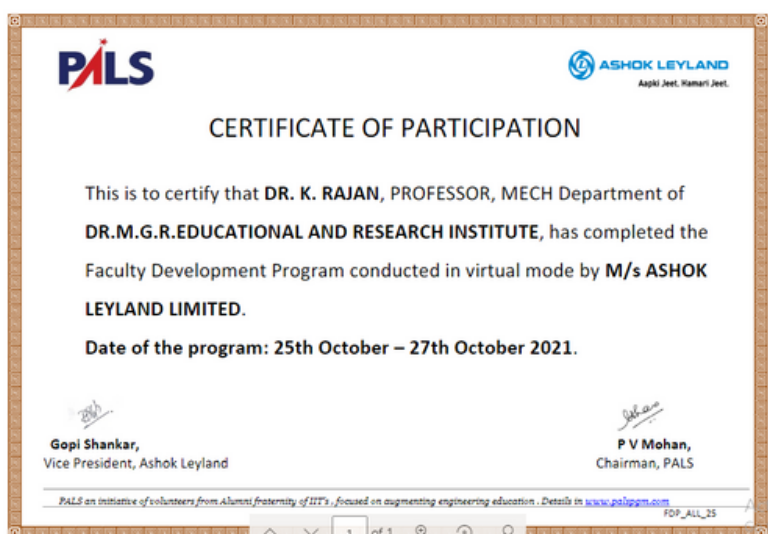 PALS
ASHOK LEYLAND
Aapki Jeet. Hamari Jeet.
CERTIFICATE OF PARTICIPATION
This is to certify that DR. K. RAJAN, PROFESSOR, MECH Department of
DR.M.G.R.EDUCATIONAL AND RESEARCH INSTITUTE, has completed the
Faculty Development Program conducted in virtual mode by M/s ASHOK
LEYLAND LIMITED.
Date of the program: 25th October – 27th October 2021.
Gopi Shankar,
Vice President, Ashok Leyland
P V Mohan,
Chairman, PALS
PALS an initiative of volunteers from Alumni fraternity of IIT's , focused on augmenting engineering education . Details in www.palspgm.com
FDP_ALL_25
1 of 1